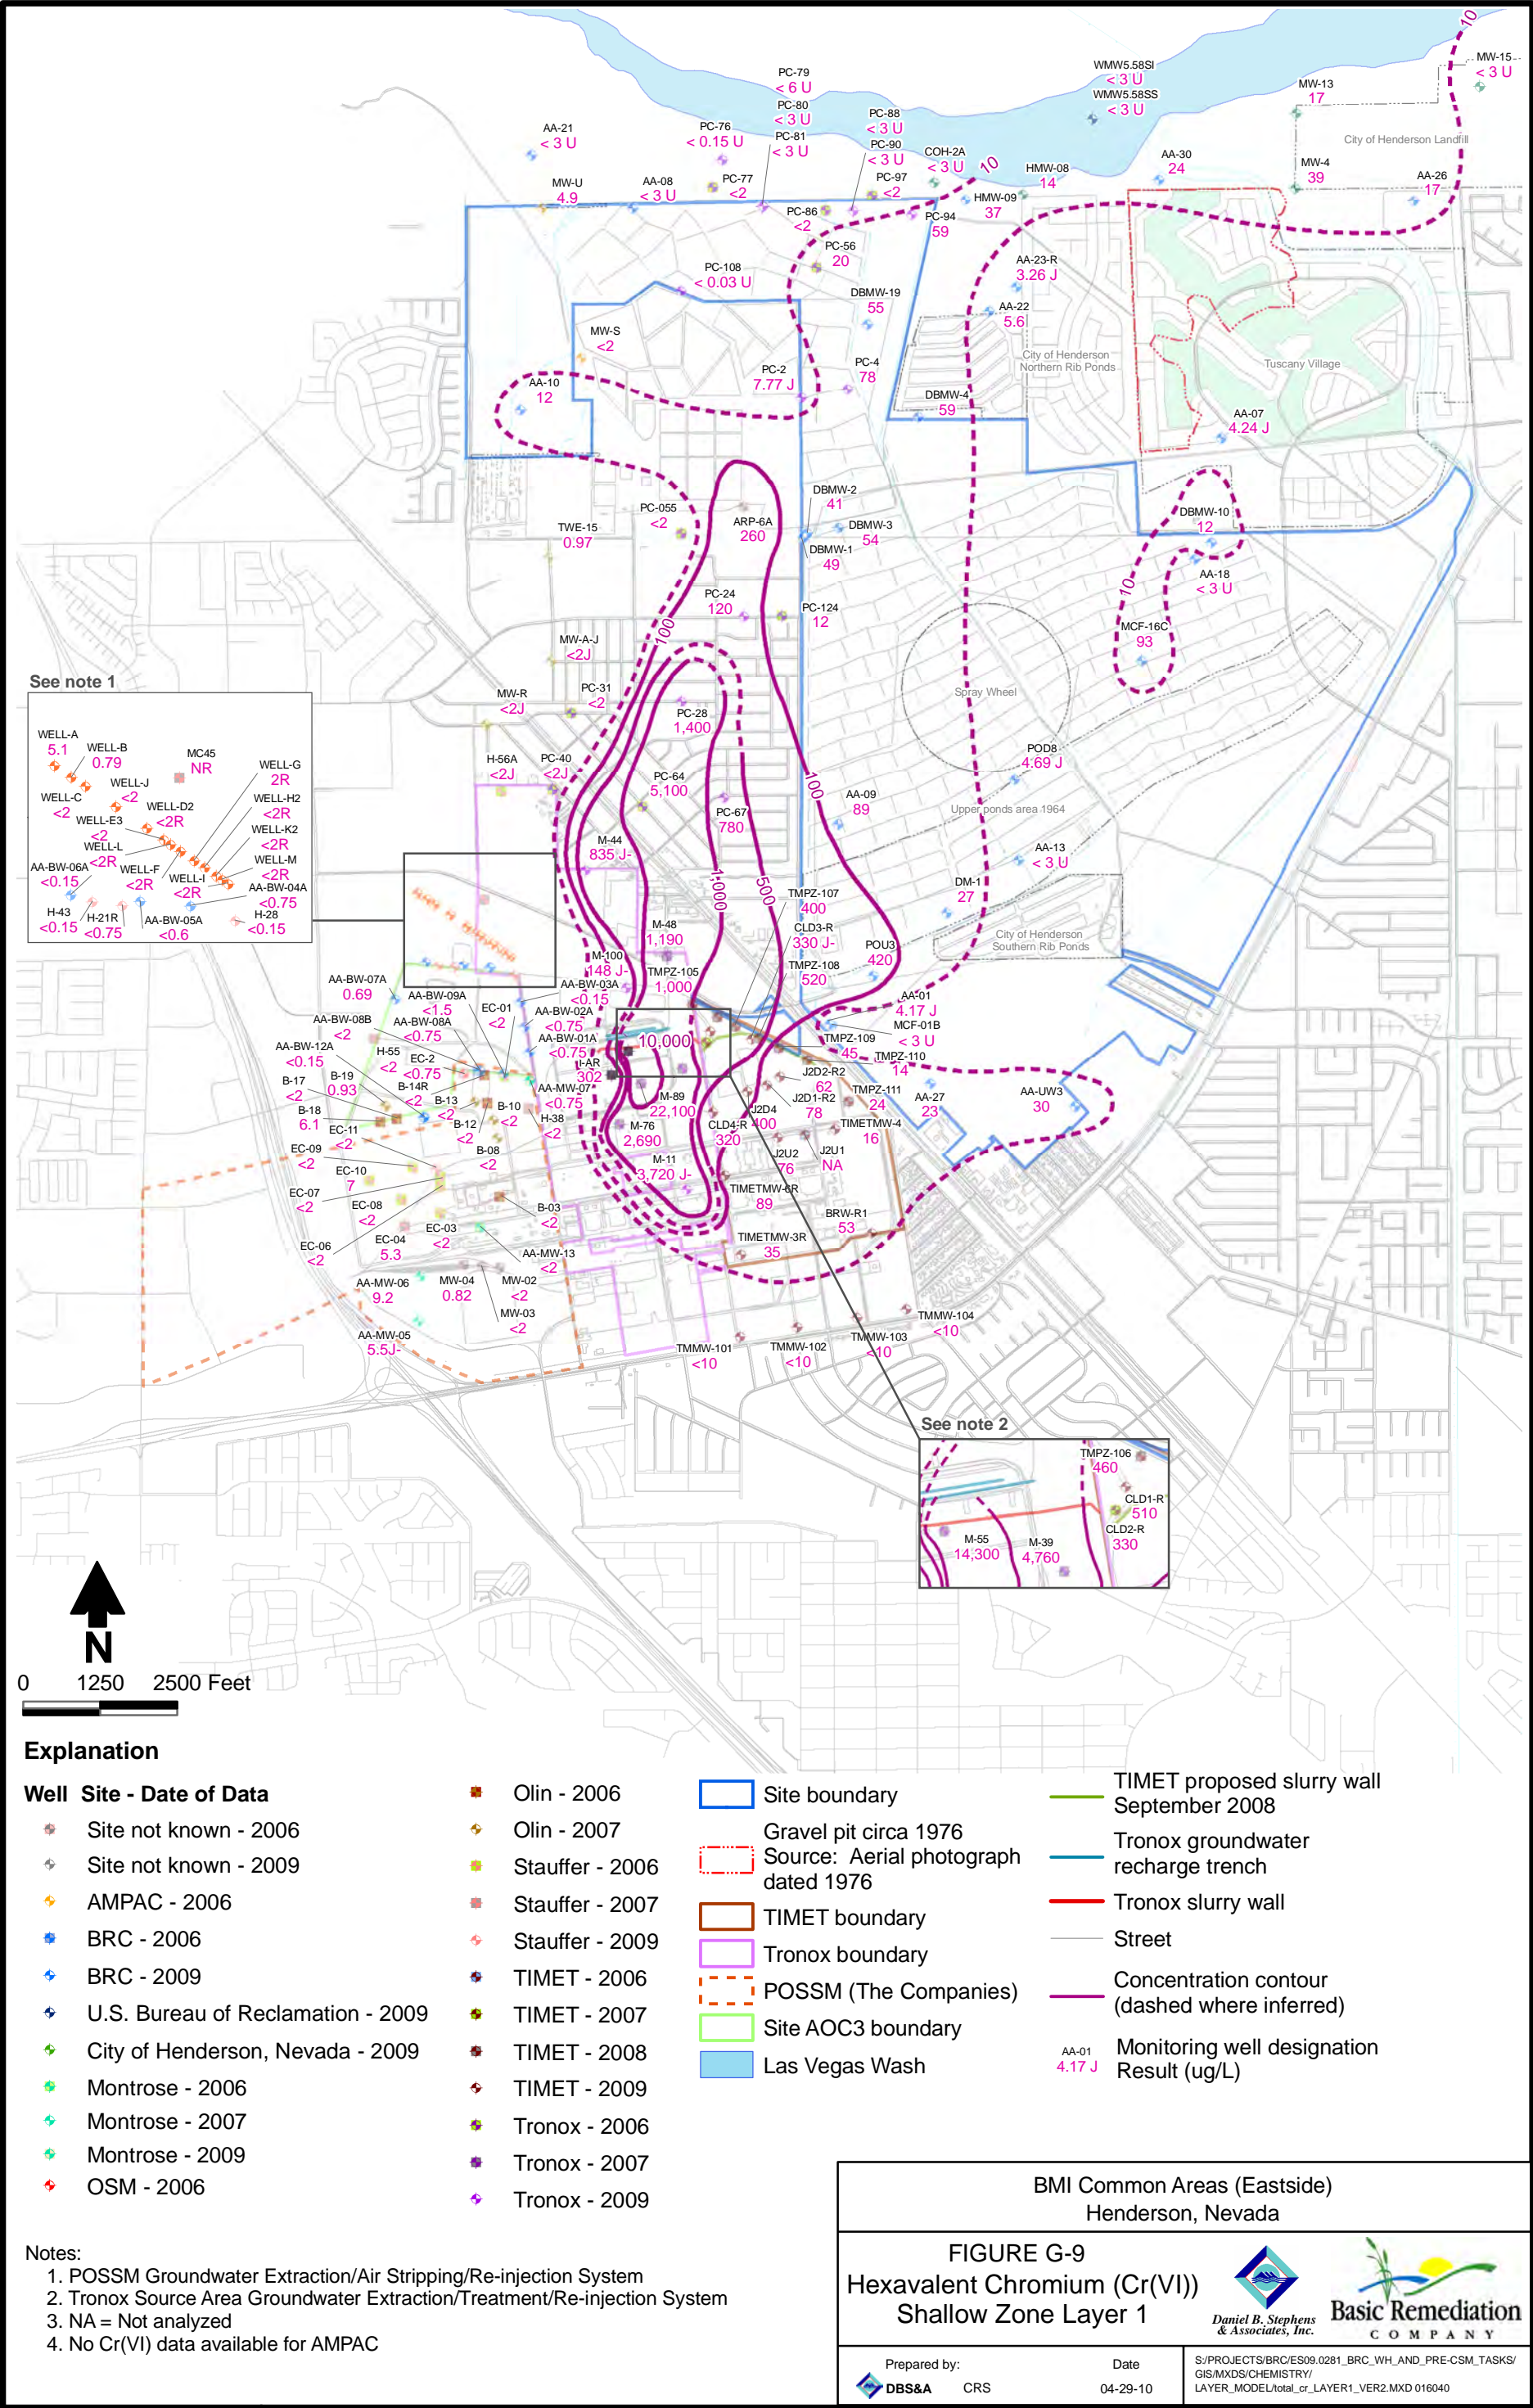 10
MW-15
< 3 U
PC-79
< 6 U
WMW5.58SI
< 3 U
WMW5.58SS
< 3 U
MW-13
17
PC-80
< 3 U
PC-88
< 3 U
AA-21
< 3 U
PC-76
< 0.15 U
PC-81
< 3 U
PC-90
< 3 U
City of Henderson Landfill
COH-2A
< 3 U
10
HMW-08
14
AA-30
24
MW-4
39
AA-26
17
MW-U
4.9
AA-08
< 3 U
PC-77
<2
PC-97
<2
HMW-09
37
PC-86
<2
PC-94
59
PC-56
20
AA-23-R
3.26 J
PC-108
< 0.03 U
DBMW-19
55
AA-22
5.6
MW-S
<2
City of Henderson
Northern Rib Ponds
Tuscany Village
PC-2
7.77 J
PC-4
78
AA-10
12
DBMW-4
59
AA-07
4.24 J
DBMW-2
41
PC-055
<2
ARP-6A
260
DBMW-10
12
TWE-15
0.97
DBMW-3
54
DBMW-1
49
AA-18
< 3 U
10
PC-24
120
PC-124
12
100
MCF-16C
93
MW-A-J
<2J
See note 1
MW-R
<2J
PC-31
<2
Spray Wheel
PC-28
1,400
WELL-A
5.1
WELL-B
0.79
MC45
NR
WELL-G
2R
WELL-J
<2
WELL-C
<2
WELL-D2
<2R
WELL-H2
<2R
WELL-E3
<2
WELL-K2
<2R
WELL-L
<2R
WELL-M
<2R
AA-BW-06A
<0.15
WELL-F
<2R
WELL-I
<2R
AA-BW-04A
<0.75
H-43
<0.15
H-21R
<0.75
AA-BW-05A
<0.6
H-28
<0.15
H-56A
<2J
PC-40
<2J
PC-64
5,100
POD8
4.69 J
100
AA-09
89
PC-67
780
Upper ponds area 1964
M-44
835 J-
AA-13
< 3 U
1,000
500
DM-1
27
TMPZ-107
400
M-48
1,190
CLD3-R
330 J-
City of Henderson
Southern Rib Ponds
POU3
420
M-100
148 J-
TMPZ-105
1,000
TMPZ-108
520
AA-BW-07A
0.69
AA-BW-03A
<0.15
AA-BW-09A
<1.5
EC-01
<2
AA-01
4.17 J
AA-BW-08B
<2
AA-BW-08A
<0.75
AA-BW-02A
<0.75
MCF-01B
< 3 U
AA-BW-12A
<0.15
H-55
<2
EC-2
<0.75
AA-BW-01A
<0.75
10,000
TMPZ-109
45
TMPZ-110
14
I-AR
302
B-17
<2
B-19
0.93
B-14R
<2
AA-MW-07
<0.75
J2D2-R2
62
B-18
6.1
B-13
<2
B-10
<2
M-89
22,100
J2D1-R2
78
TMPZ-111
24
AA-27
23
AA-UW3
30
EC-11
<2
B-12
<2
H-38
<2
M-76
2,690
CLD4-R
320
J2D4
400
TIMETMW-4
16
EC-09
<2
B-08
<2
J2U2
76
J2U1
NA
EC-10
7
M-11
3,720 J-
EC-07
<2
EC-08
<2
B-03
<2
TIMETMW-6R
89
EC-06
<2
EC-04
5.3
EC-03
<2
BRW-R1
53
AA-MW-13
<2
TIMETMW-3R
35
AA-MW-06
9.2
MW-04
0.82
MW-02
<2
MW-03
<2
AA-MW-05
5.5J-
TMMW-101
<10
TMMW-102
<10
TMMW-103
<10
TMMW-104
<10
See note 2
TMPZ-106
460
CLD1-R
510
CLD2-R
330
M-55
14,300
M-39
4,760
N
0 1250 2500 Feet
Explanation
Well Site - Date of Data
Site not known - 2006
Site not known - 2009
AMPAC - 2006
BRC - 2006
BRC - 2009
U.S. Bureau of Reclamation - 2009
City of Henderson, Nevada - 2009
Montrose - 2006
Montrose - 2007
Montrose - 2009
OSM - 2006
Olin - 2006
Olin - 2007
Stauffer - 2006
Stauffer - 2007
Stauffer - 2009
TIMET - 2006
TIMET - 2007
TIMET - 2008
TIMET - 2009
Tronox - 2006
Tronox - 2007
Tronox - 2009
Site boundary
Gravel pit circa 1976
Source: Aerial photograph
dated 1976
TIMET boundary
Tronox boundary
POSSM (The Companies)
Site AOC3 boundary
Las Vegas Wash
TIMET proposed slurry wall
September 2008
Tronox groundwater
recharge trench
Tronox slurry wall
Street
Concentration contour
(dashed where inferred)
AA-01
4.17 J
Monitoring well designation
Result (ug/L)
Notes:
1. POSSM Groundwater Extraction/Air Stripping/Re-injection System
2. Tronox Source Area Groundwater Extraction/Treatment/Re-injection System
3. NA = Not analyzed
4. No Cr(VI) data available for AMPAC
BMI Common Areas (Eastside)
Henderson, Nevada
FIGURE G-9
Hexavalent Chromium (Cr(VI))
Shallow Zone Layer 1
Daniel B. Stephens
& Associates, Inc.
Basic Remediation
COMPANY
Prepared by:
DBS&A CRS
Date
04-29-10
S:/PROJECTS/BRC/ES09.0281_BRC_WH_AND_PRE-CSM_TASKS/
GIS/MXDS/CHEMISTRY/
LAYER_MODEL/total_cr_LAYER1_VER2.MXD 016040